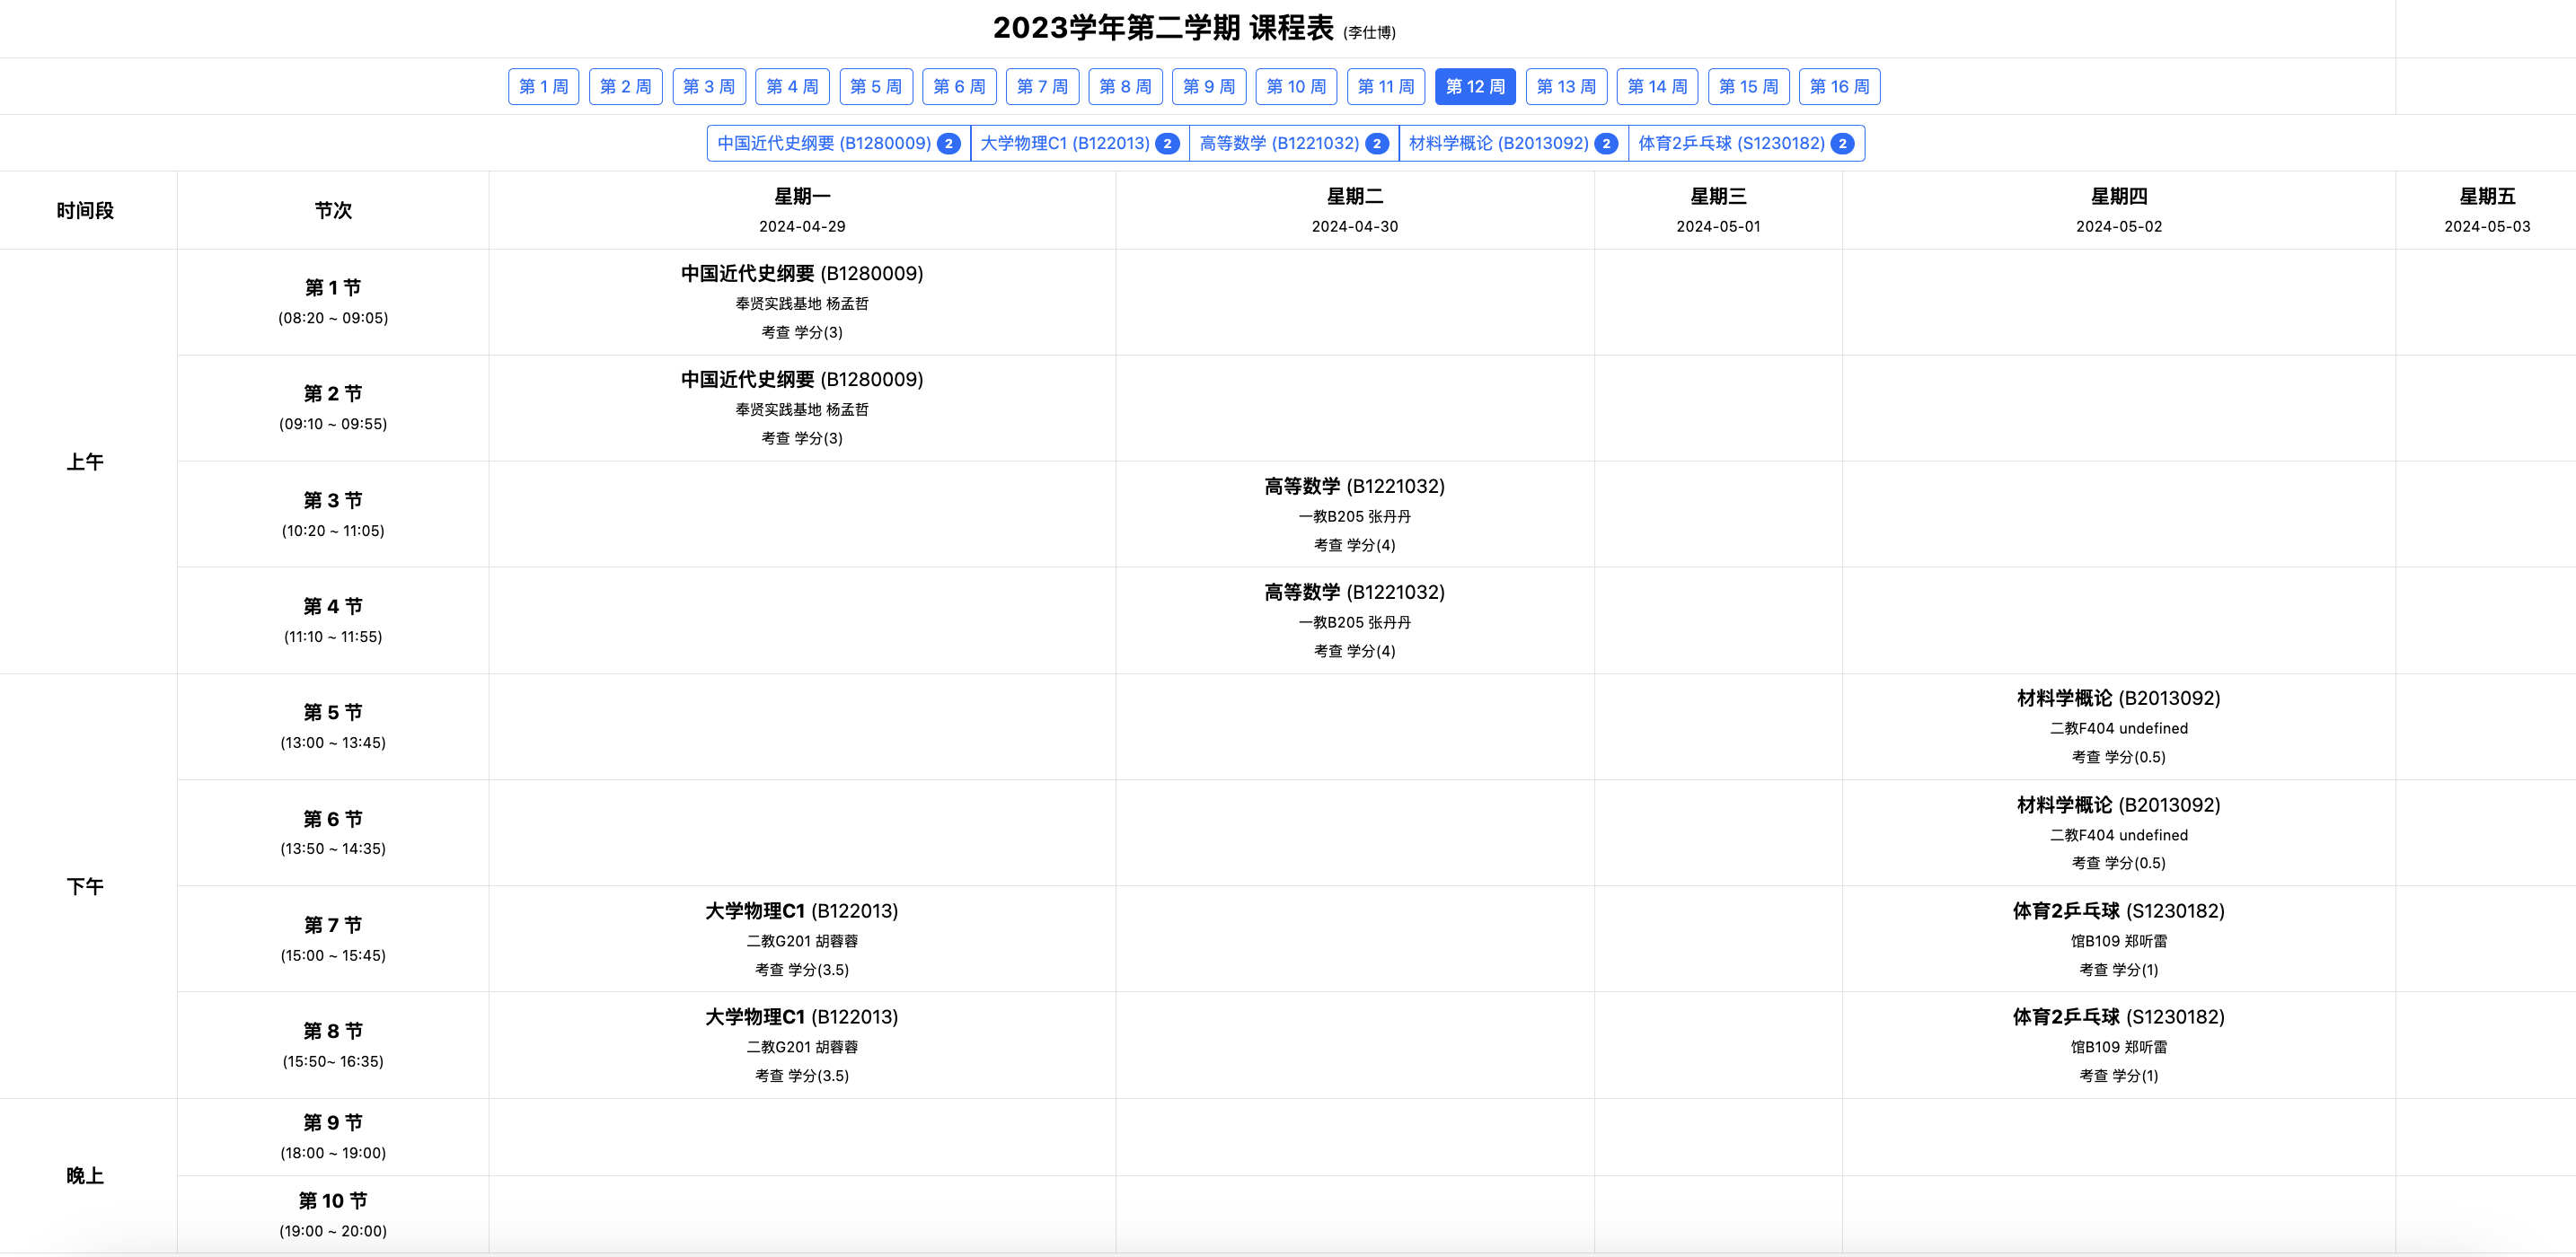 2023学年第二学期 课程表 (李仕博)
第 1 周 第 2 周 第 3 周 第 4 周 第 5 周 第 6 周 第 7 周 第 8 周 第 9 周 第 10 周 第 11 周 第 12 周 第 13 周 第 14 周 第 15 周 第 16 周
中国近代史纲要 (B1280009) 2 大学物理C1 (B122013) 2 高等数学 (B1221032) 2 材料学概论 (B2013092) 2 体育2乒乓球 (S1230182) 2
时间段 节次 星期一 星期二 星期三 星期四 星期五
2024-04-29 2024-04-30 2024-05-01 2024-05-02 2024-05-03
上午
第 1 节 中国近代史纲要 (B1280009)
(08:20 ~ 09:05) 奉贤实践基地 杨孟哲
考查 学分(3)
第 2 节 中国近代史纲要 (B1280009)
(09:10 ~ 09:55) 奉贤实践基地 杨孟哲
考查 学分(3)
第 3 节 高等数学 (B1221032)
(10:20 ~ 11:05) 一教B205 张丹丹
考查 学分(4)
第 4 节 高等数学 (B1221032)
(11:10 ~ 11:55) 一教B205 张丹丹
考查 学分(4)
下午
第 5 节 材料学概论 (B2013092)
(13:00 ~ 13:45) 二教F404 undefined
考查 学分(0.5)
第 6 节 材料学概论 (B2013092)
(13:50 ~ 14:35) 二教F404 undefined
考查 学分(0.5)
第 7 节 大学物理C1 (B122013) 体育2乒乓球 (S1230182)
(15:00 ~ 15:45) 二教G201 胡蓉蓉 馆B109 郑听雷
考查 学分(3.5) 考查 学分(1)
第 8 节 大学物理C1 (B122013) 体育2乒乓球 (S1230182)
(15:50~ 16:35) 二教G201 胡蓉蓉 馆B109 郑听雷
考查 学分(3.5) 考查 学分(1)
晚上
第 9 节
(18:00 ~ 19:00)
第 10 节
(19:00 ~ 20:00)